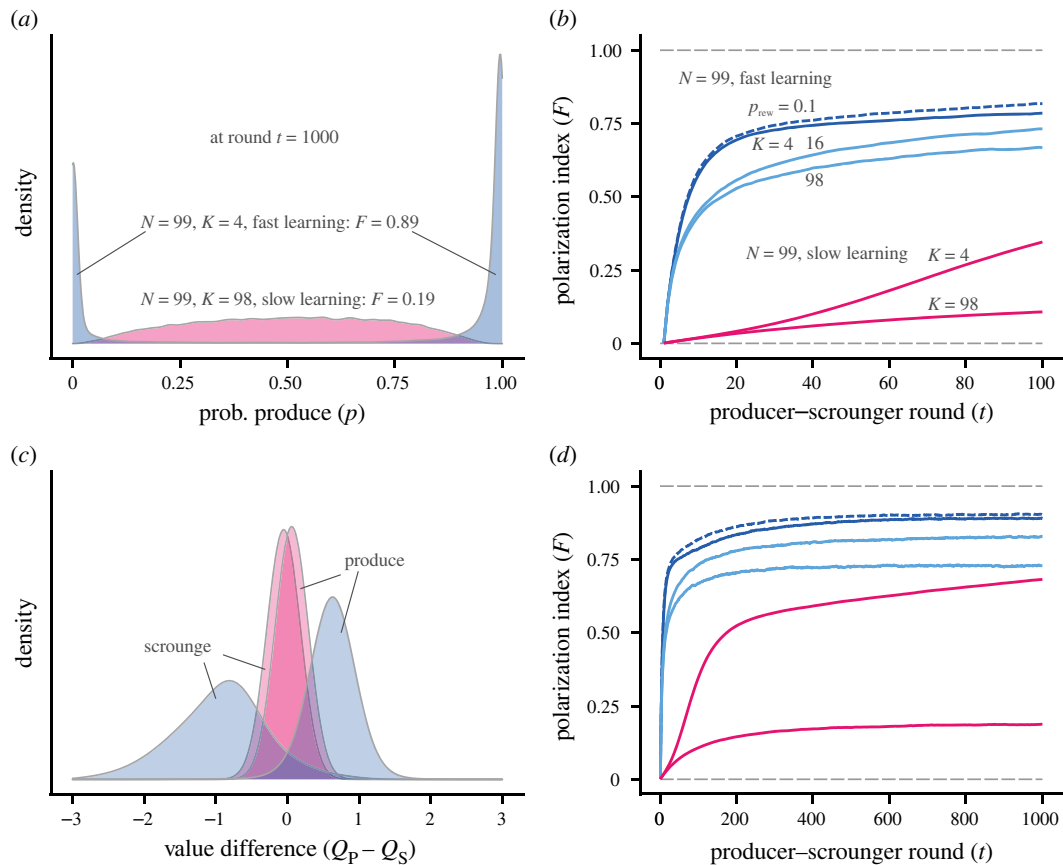 (a)
density
at round t = 1000
N = 99, K = 4, fast learning: F = 0.89
N = 99, K = 98, slow learning: F = 0.19
0 0.25 0.50 0.75 1.00
prob. produce (p)
(b)
polarization index (F)
1.00
0.75
0.50
0.25
0
N = 99, fast learning
p_rew = 0.1
K = 4 16
98
N = 99, slow learning
K = 4
K = 98
0 20 40 60 80 100
producer–scrounger round (t)
(c)
density
produce
scrounge
−3 −2 −1 0 1 2 3
value difference (Q_P – Q_S)
(d)
polarization index (F)
1.00
0.75
0.50
0.25
0
0 200 400 600 800 1000
producer–scrounger round (t)